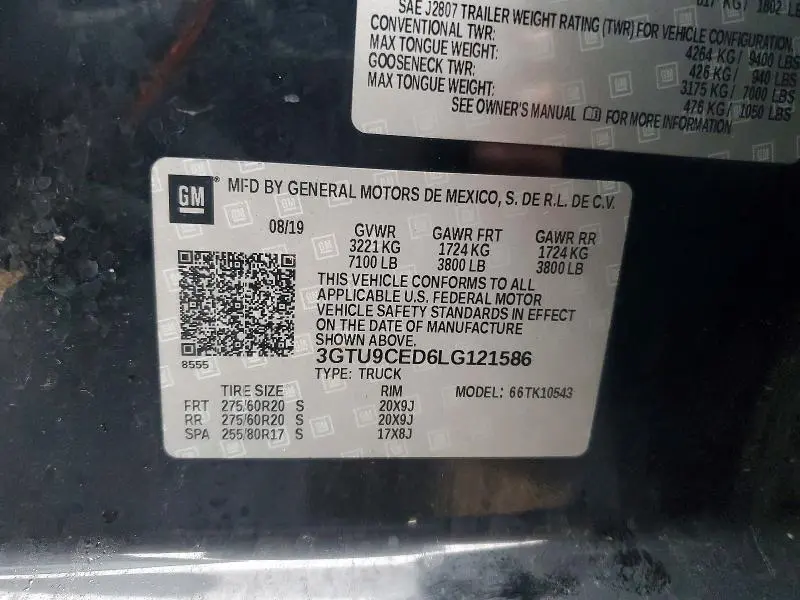 617 KG / 1802 LB
SAE J2807 TRAILER WEIGHT RATING (TWR) FOR VEHICLE CONFIGURATION
CONVENTIONAL TWR: 4264 KG / 9400 LBS
MAX TONGUE WEIGHT: 426 KG / 940 LBS
GOOSENECK TWR: 3175 KG / 7000 LBS
MAX TONGUE WEIGHT: 476 KG / 1050 LBS
SEE OWNER'S MANUAL FOR MORE INFORMATION
GM ® MFD BY GENERAL MOTORS DE MEXICO, S. DE R.L. DE C.V.
08/19 GVWR GAWR FRT GAWR RR
3221 KG 1724 KG 1724 KG
7100 LB 3800 LB 3800 LB
THIS VEHICLE CONFORMS TO ALL
APPLICABLE U.S. FEDERAL MOTOR
VEHICLE SAFETY STANDARDS IN EFFECT
ON THE DATE OF MANUFACTURE
SHOWN ABOVE.
8555 3GTU9CED6LG121586
TYPE: TRUCK
TIRE SIZE RIM MODEL: 66TK10543
FRT 275/60R20 S 20X9J
RR 275/60R20 S 20X9J
SPA 255/80R17 S 17X8J